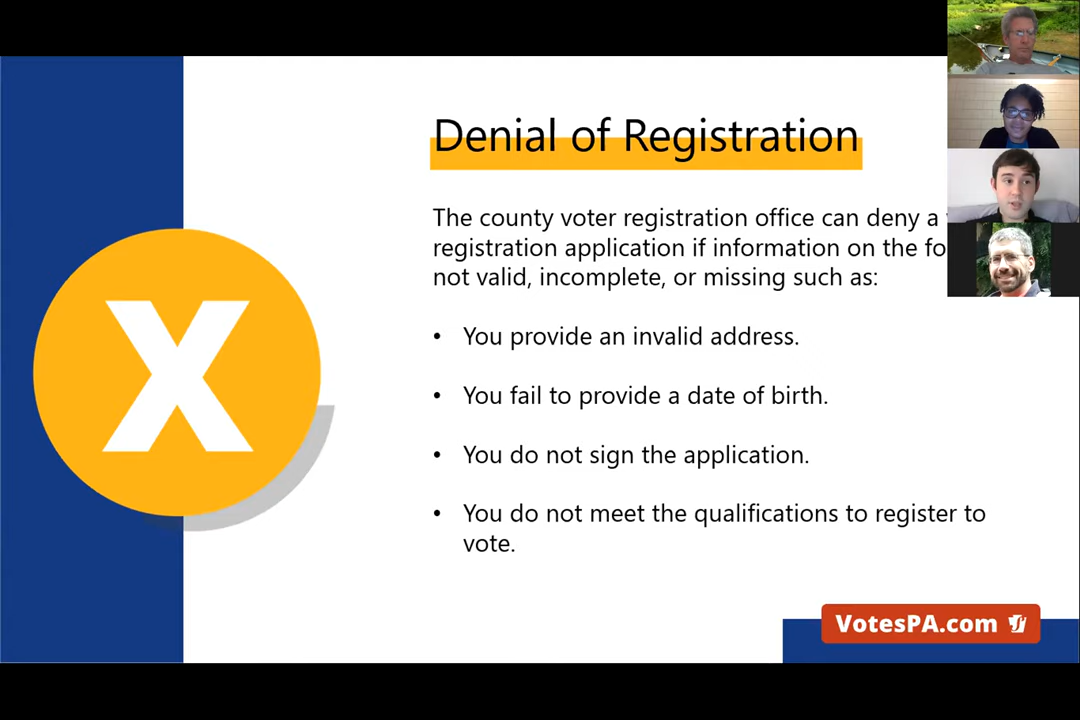 Denial of Registration
The county voter registration office can deny a
registration application if information on the
not valid, incomplete, or missing such as:
• You provide an invalid address.
• You fail to provide a date of birth.
• You do not sign the application.
• You do not meet the qualifications to register to
vote.
X
VotesPA.com